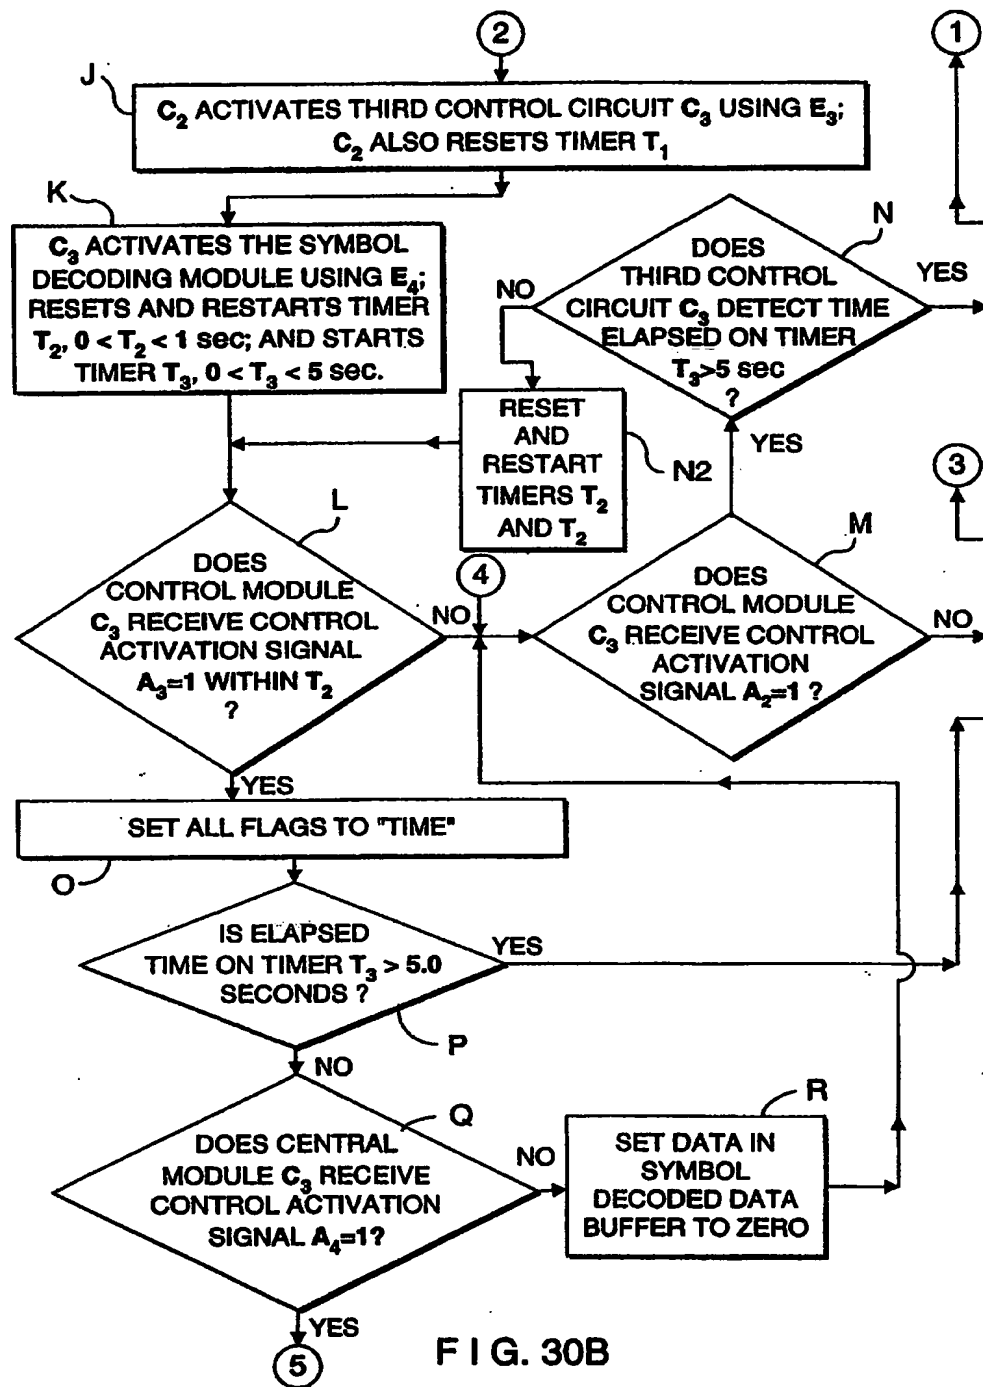 2
1
J
C2 ACTIVATES THIRD CONTROL CIRCUIT C3 USING E3;
C2 ALSO RESETS TIMER T1
K
C3 ACTIVATES THE SYMBOL
DECODING MODULE USING E4;
RESETS AND RESTARTS TIMER
T2, 0 < T2 < 1 sec; AND STARTS
TIMER T3, 0 < T3 < 5 sec.
N
DOES
THIRD CONTROL
CIRCUIT C3 DETECT TIME
ELAPSED ON TIMER
T3>5 sec
?
NO
YES
RESET
AND
RESTART
TIMERS T2
AND T2
N2
YES
3
L
DOES
CONTROL MODULE
C3 RECEIVE CONTROL
ACTIVATION SIGNAL
A3=1 WITHIN T2
?
NO
4
M
DOES
CONTROL MODULE
C3 RECEIVE CONTROL
ACTIVATION
SIGNAL A2=1 ?
NO
YES
SET ALL FLAGS TO "TIME"
O
IS ELAPSED
TIME ON TIMER T3 > 5.0
SECONDS ?
YES
P
NO
Q
DOES CENTRAL
MODULE C3 RECEIVE
CONTROL ACTIVATION
SIGNAL A4=1?
NO
R
SET DATA IN
SYMBOL
DECODED DATA
BUFFER TO ZERO
YES
5
F I G. 30B